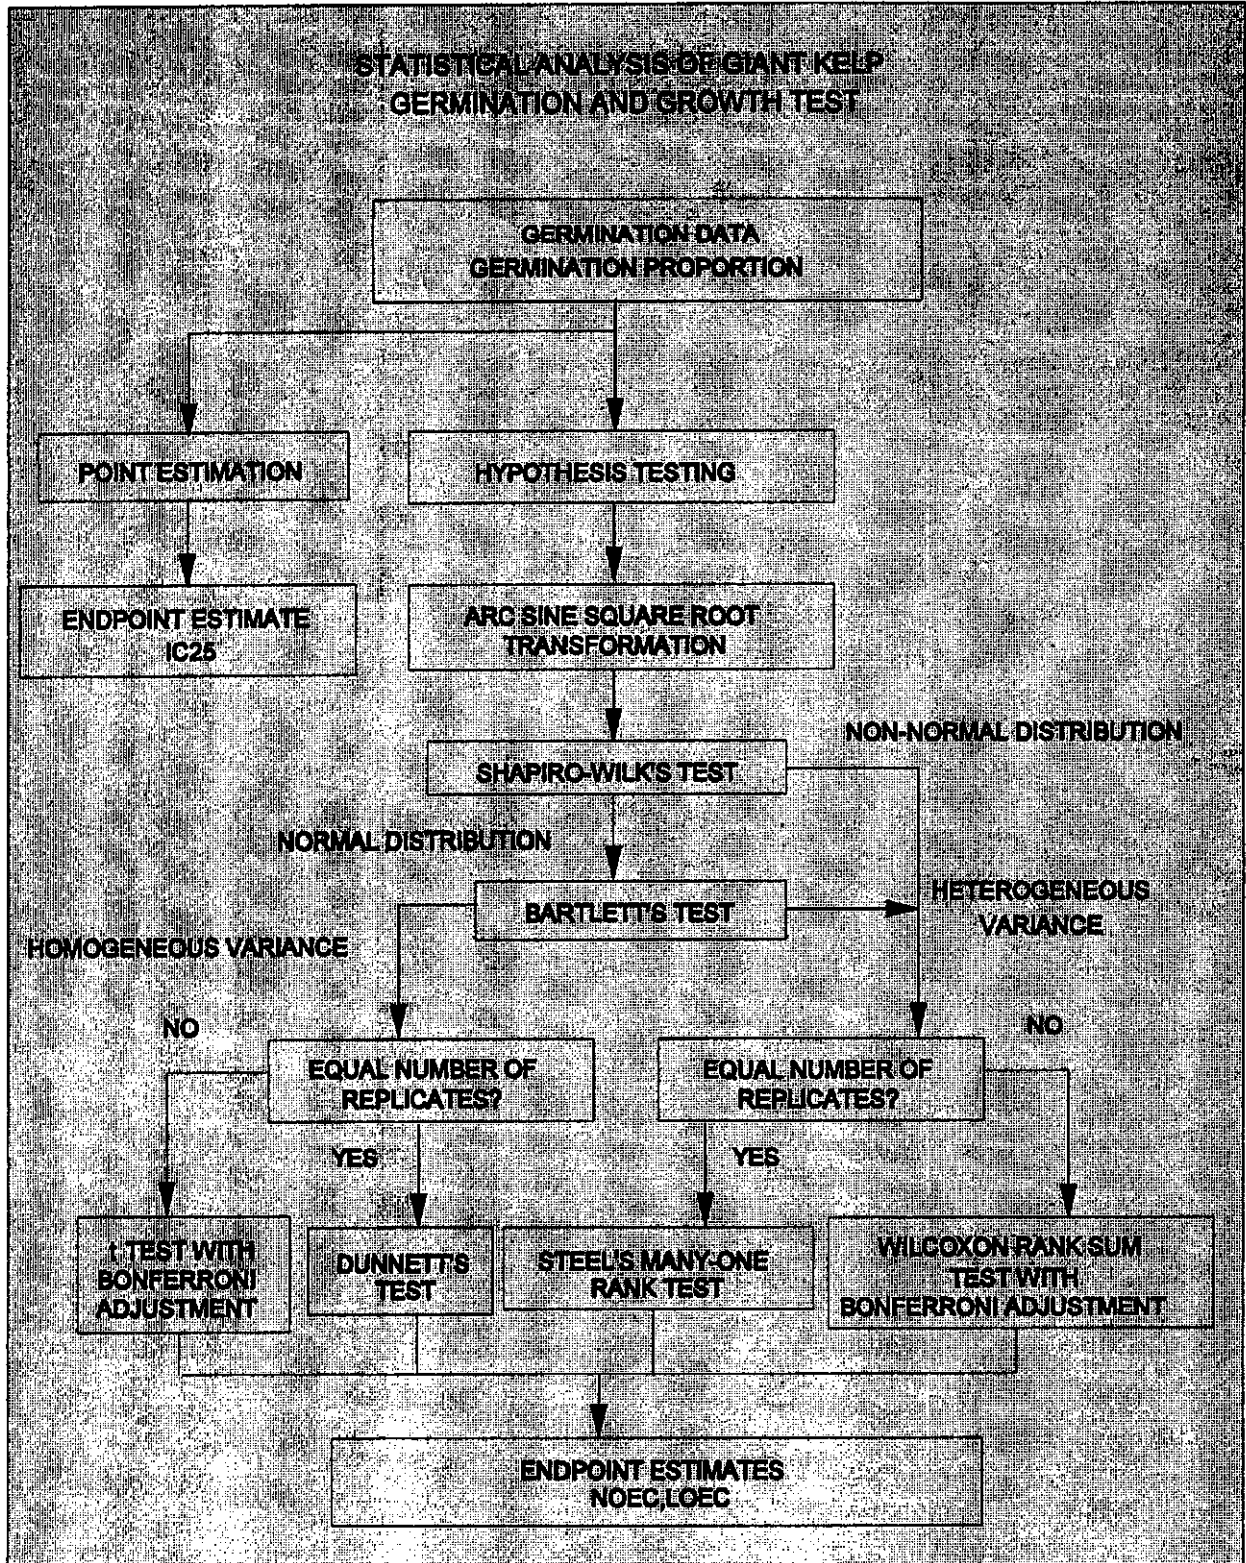 STATISTICAL ANALYSIS OF GIANT KELP
GERMINATION AND GROWTH TEST
GERMINATION DATA
GERMINATION PROPORTION
POINT ESTIMATION
HYPOTHESIS TESTING
ENDPOINT ESTIMATE
IC25
ARC SINE SQUARE ROOT
TRANSFORMATION
NON-NORMAL DISTRIBUTION
SHAPIRO-WILK'S TEST
NORMAL DISTRIBUTION
BARTLETT'S TEST
HETEROGENEOUS
VARIANCE
HOMOGENEOUS VARIANCE
NO
NO
EQUAL NUMBER OF
REPLICATES?
EQUAL NUMBER OF
REPLICATES?
YES
YES
t TEST WITH
BONFERRONI
ADJUSTMENT
DUNNETT'S
TEST
STEEL'S MANY-ONE
RANK TEST
WILCOXON RANK SUM
TEST WITH
BONFERRONI ADJUSTMENT
ENDPOINT ESTIMATES
NOEC,LOEC